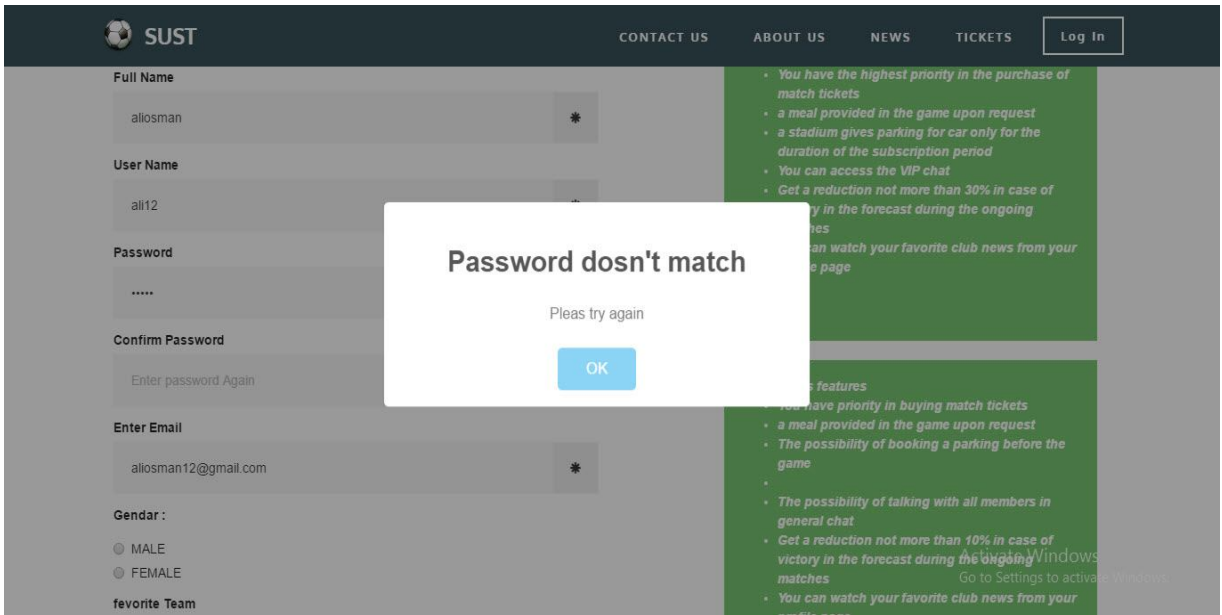 SUST
CONTACT US
ABOUT US
NEWS
TICKETS
Log In
Full Name
aliosman
User Name
ali12
Password
•••••
Confirm Password
Enter password Again
Enter Email
aliosman12@gmail.com
Gendar :
MALE
FEMALE
fevorite Team
Password dosn't match
Pleas try again
OK
• You have the highest priority in the purchase of
match tickets
• a meal provided in the game upon request
• a stadium gives parking for car only for the
duration of the subscription period
• You can access the VIP chat
• Get a reduction not more than 30% in case of
in the forecast during the ongoing
watch your favorite club news from your
page
features
have priority in buying match tickets
• a meal provided in the game upon request
• The possibility of booking a parking before the
game
•
• The possibility of talking with all members in
general chat
• Get a reduction not more than 10% in case of
victory in the forecast during the ongoing
matches
• You can watch your favorite club news from your
Activate Windows
Go to Settings to activate Windows.